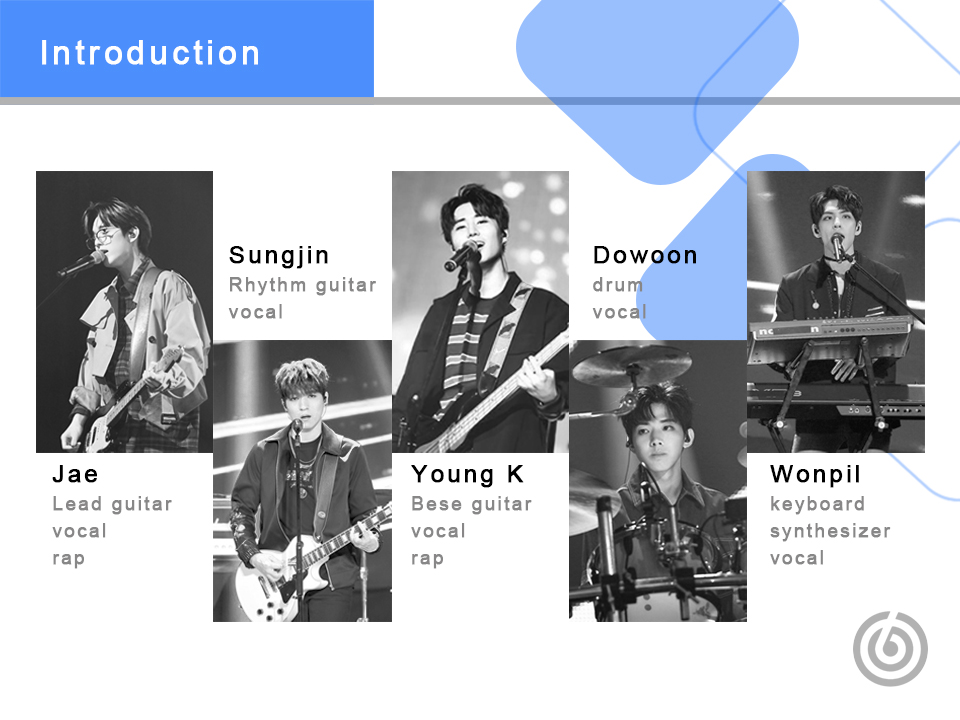 Introduction
Sungjin
Rhythm guitar
vocal
Dowoon
drum
vocal
Jae
Lead guitar
vocal
rap
Young K
Bese guitar
vocal
rap
Wonpil
keyboard
synthesizer
vocal